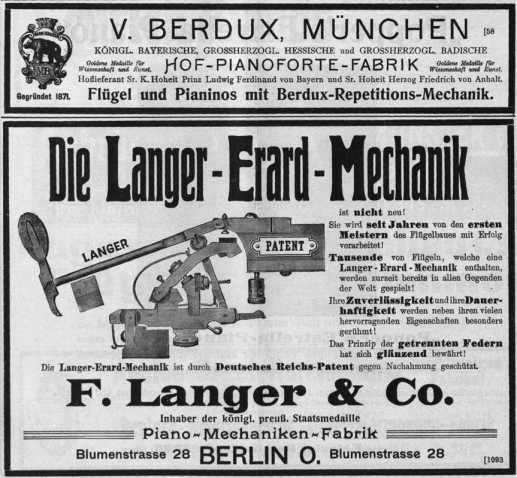 V. BERDUX, MÜNCHEN [58
KÖNIGL. BAYERISCHE, GROSSHERZOGL. HESSISCHE und GROSSHERZOGL. BADISCHE
Goldene Medaille für Wissenschaft und Kunst.
HOF-PIANOFORTE-FABRIK
Goldene Medaille für Wissenschaft und Kunst.
Hoflieferant Sr. K. Hoheit Prinz Ludwig Ferdinand von Bayern und Sr. Hoheit Herzog Friedrich von Anhalt.
Gegründet 1871.
Flügel und Pianinos mit Berdux-Repetitions-Mechanik.
Die Langer-Erard-Mechanik
LANGER
PATENT
ist nicht neu!
Sie wird seit Jahren von den ersten
Meistern des Flügelbaues mit Erfolg
verarbeitet!
Tausende von Flügeln, welche eine
Langer-Erard-Mechanik enthalten,
werden zurzeit bereits in allen Gegenden
der Welt gespielt!
Ihre Zuverlässigkeit und ihre Dauer-
haftigkeit werden neben ihren vielen
hervorragenden Eigenschaften besonders
gerühmt!
Das Prinzip der getrennten Federn
hat sich glänzend bewährt!
Die Langer-Erard-Mechanik ist durch Deutsches Reichs-Patent gegen Nachahmung geschützt.
F. Langer & Co.
Inhaber der königl. preuß. Staatsmedaille
Piano-Mechaniken-Fabrik
Blumenstrasse 28 BERLIN O. Blumenstrasse 28
[1093